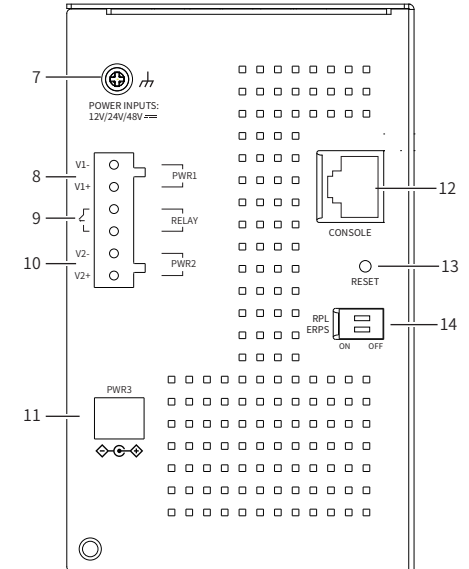 7
POWER INPUTS:
12V/24V/48V
V1-
8
PWR1
V1+
12
9
RELAY
CONSOLE
V2-
10
PWR2
V2+
13
RESET
RPL
14
ERPS
ON OFF
PWR3
11